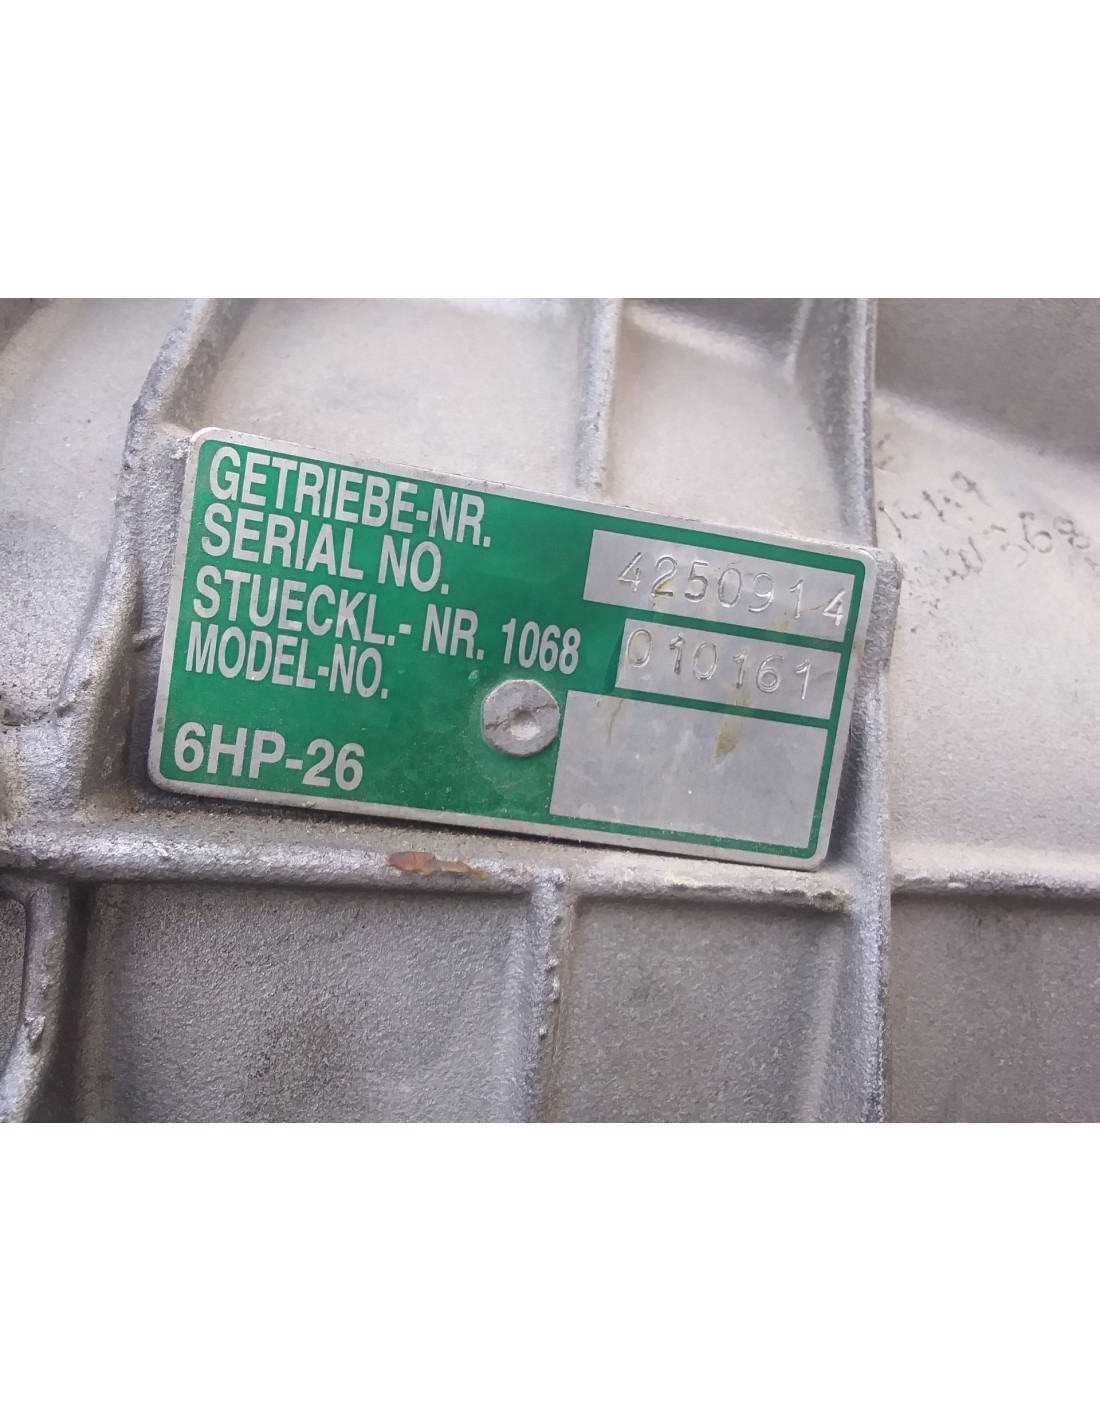 GETRIEBE-NR.
SERIAL NO. 4250914
STUECKL.- NR. 1068 010161
MODEL-NO.
6HP-26